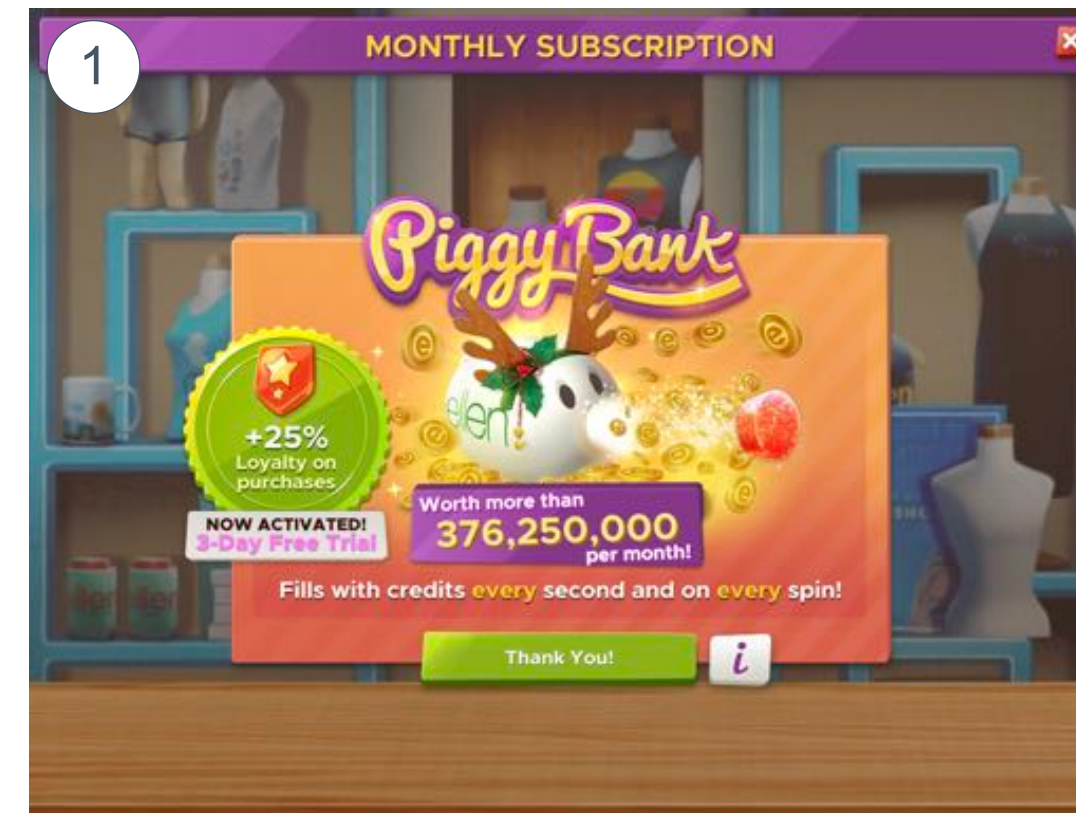 1
MONTHLY SUBSCRIPTION
Piggy Bank
ellen
+25%
Loyalty on
purchases
NOW ACTIVATED!
3-Day Free Trial
Worth more than
376,250,000
per month!
Fills with credits every second and on every spin!
Thank You!
i